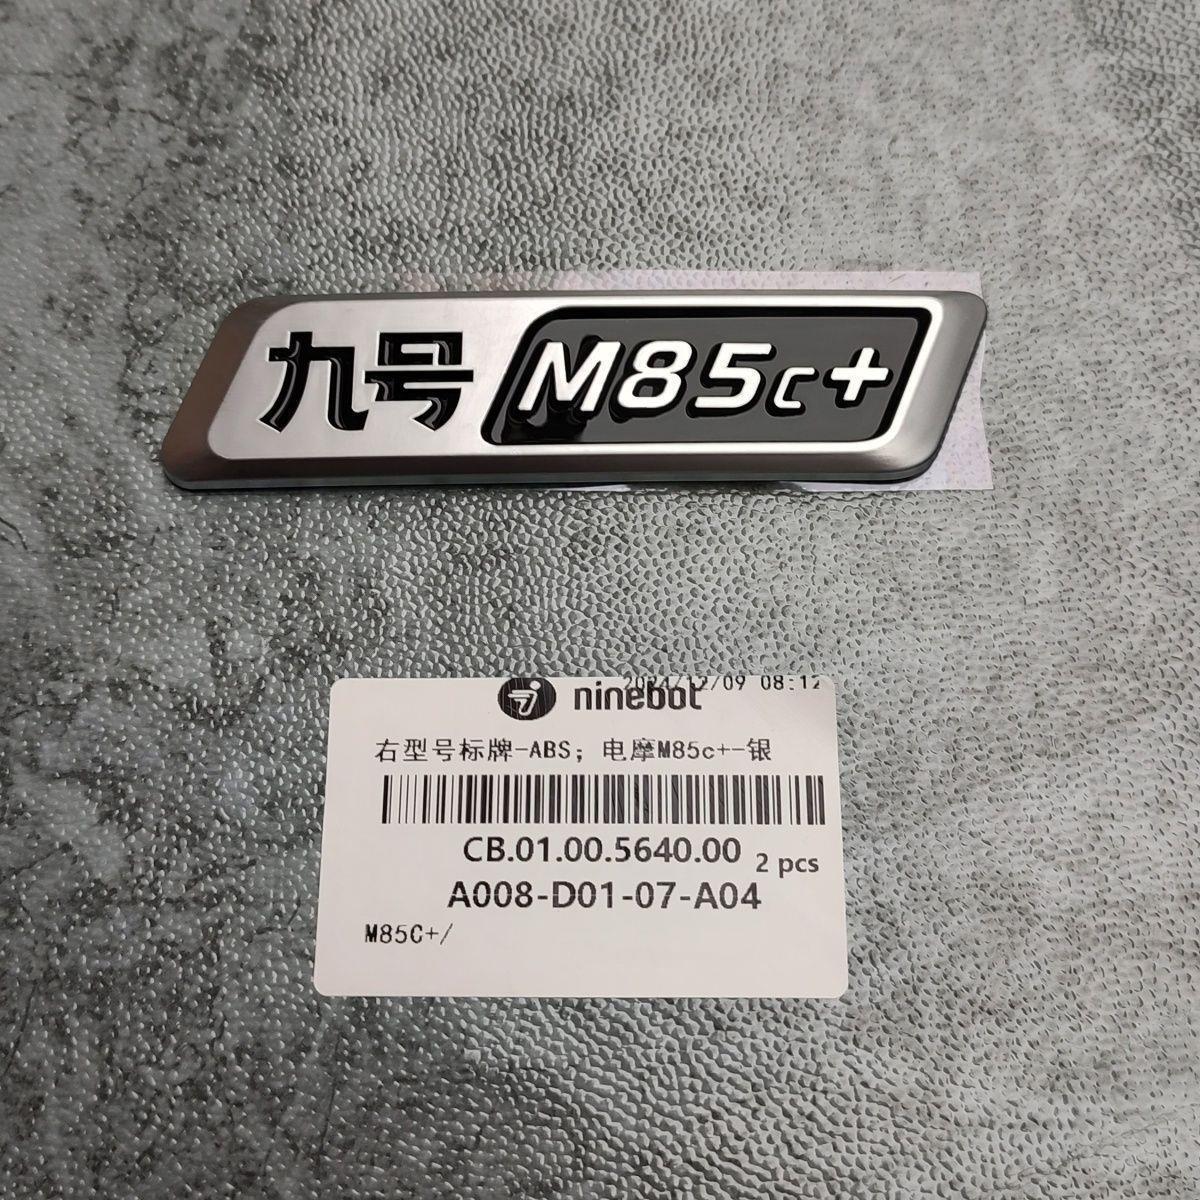 九号 M85c+
2024/12/09 08:12
ninebot
右型号标牌-ABS；电摩M85c+-银
CB.01.00.5640.00 2 pcs
A008-D01-07-A04
M85C+/